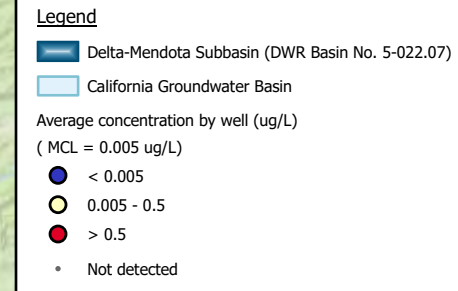 Legend
Delta-Mendota Subbasin (DWR Basin No. 5-022.07)
California Groundwater Basin
Average concentration by well (ug/L)
( MCL = 0.005 ug/L)
< 0.005
0.005 - 0.5
> 0.5
Not detected